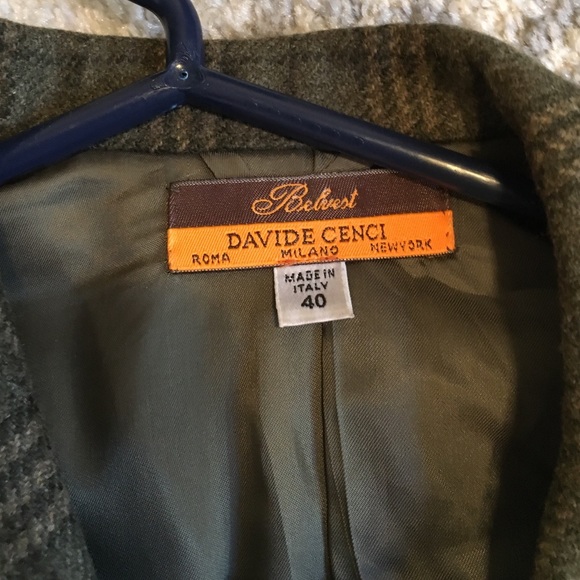 Belvest
DAVIDE CENCI
ROMA MILANO NEWYORK
MADE IN
ITALY
40